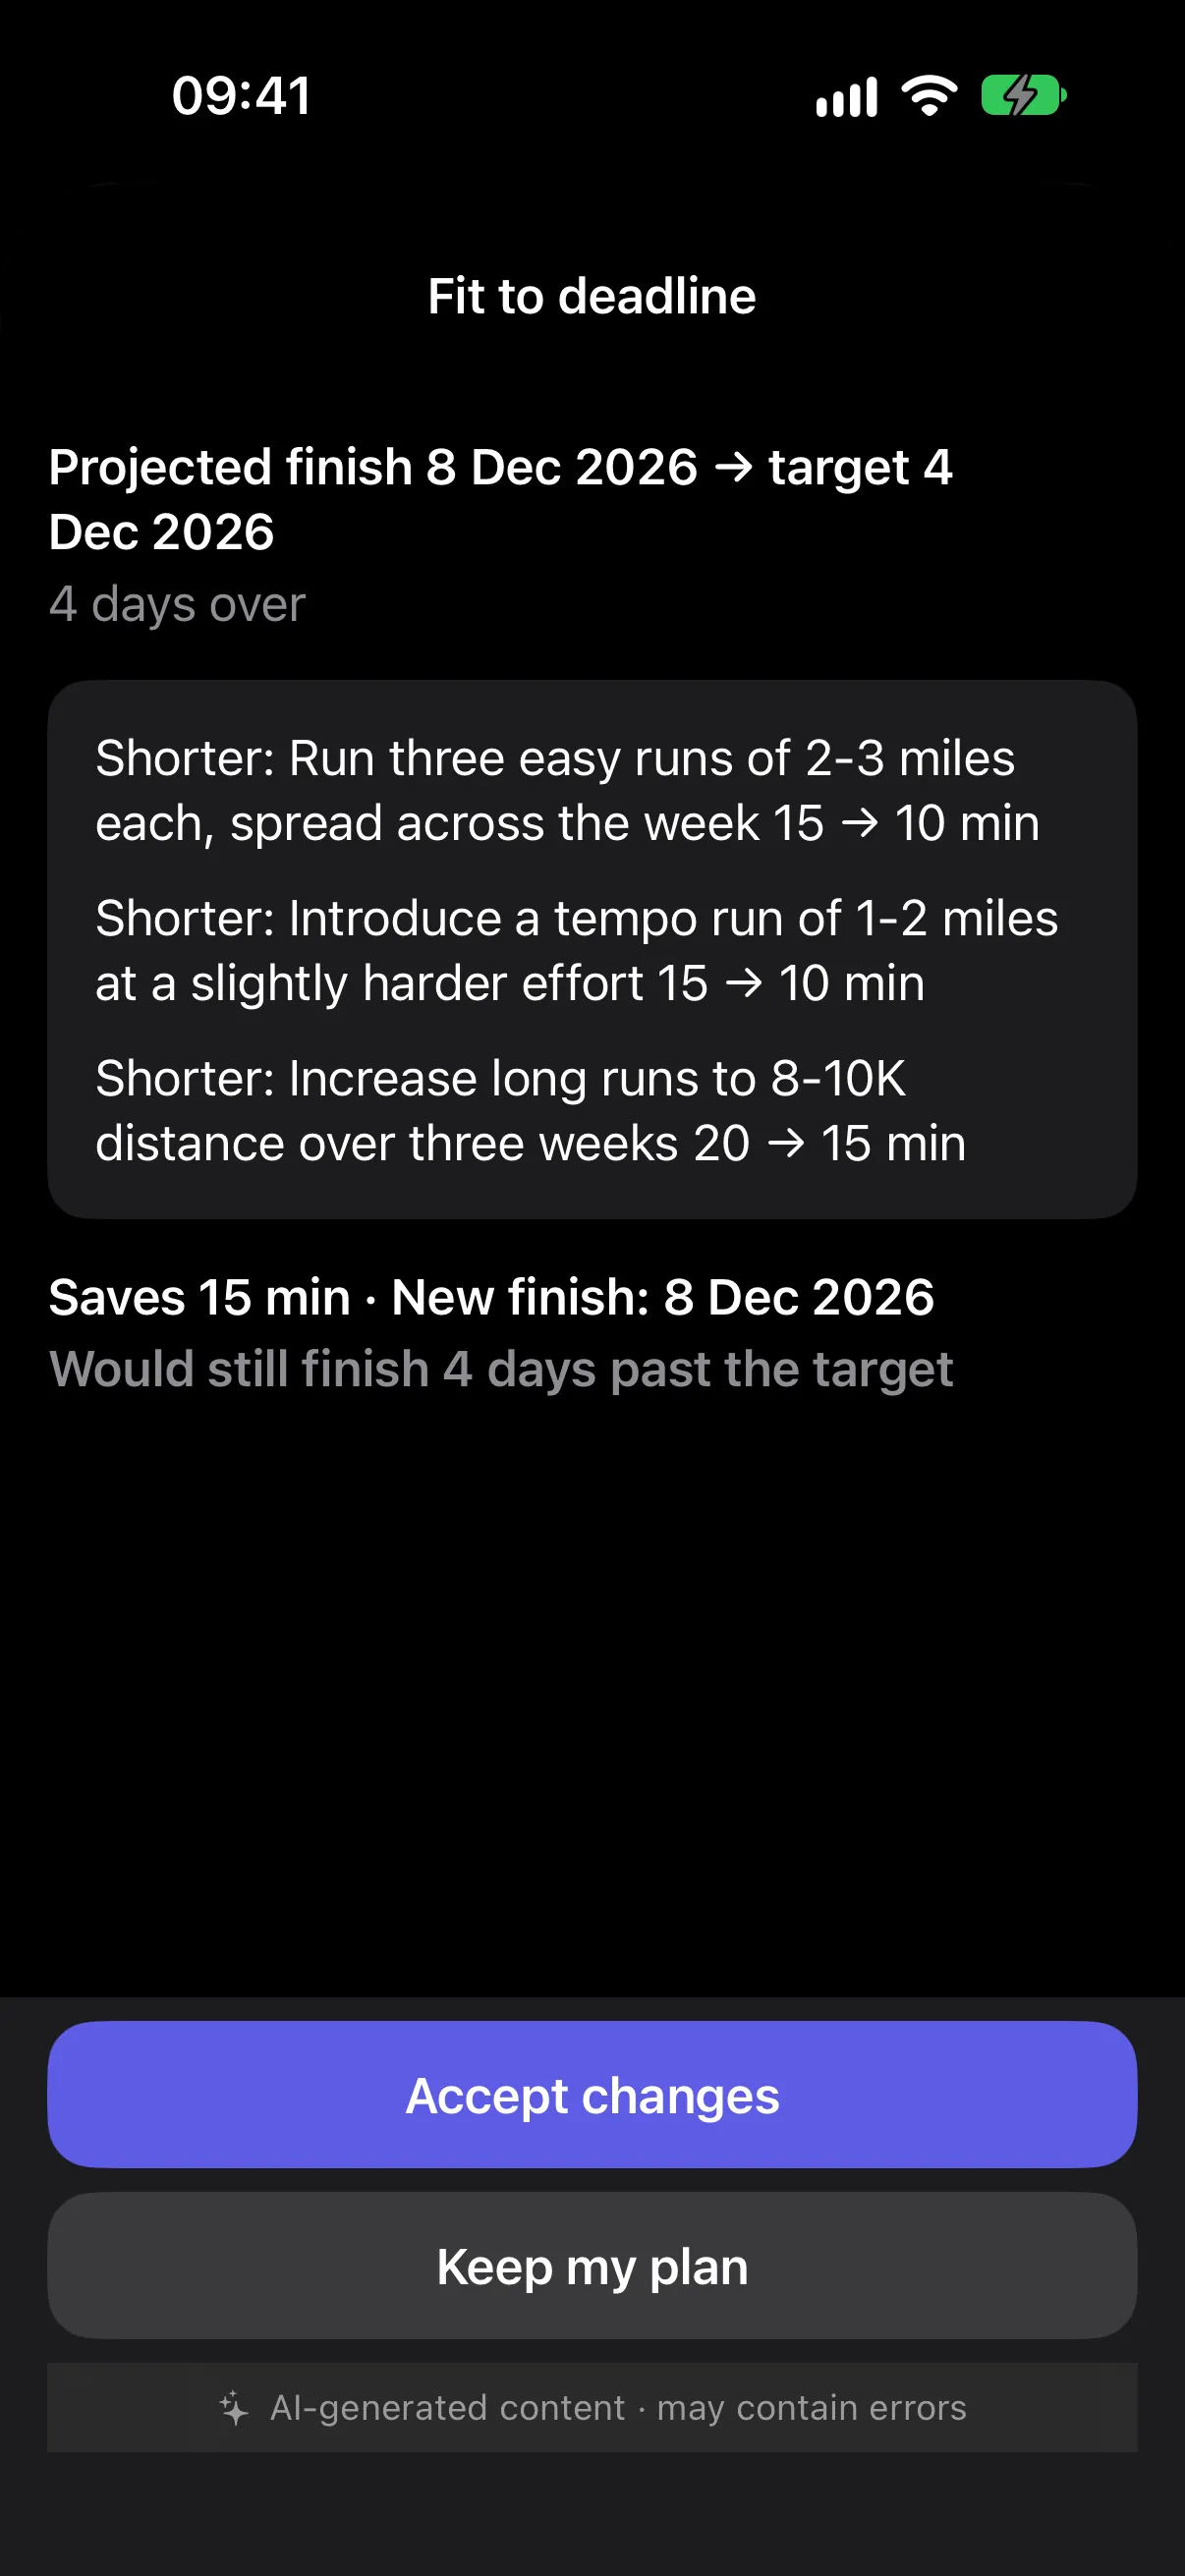 09:41
Fit to deadline
Projected finish 8 Dec 2026 → target 4
Dec 2026
4 days over
Shorter: Run three easy runs of 2-3 miles
each, spread across the week 15 → 10 min
Shorter: Introduce a tempo run of 1-2 miles
at a slightly harder effort 15 → 10 min
Shorter: Increase long runs to 8-10K
distance over three weeks 20 → 15 min
Saves 15 min · New finish: 8 Dec 2026
Would still finish 4 days past the target
Accept changes
Keep my plan
AI-generated content · may contain errors